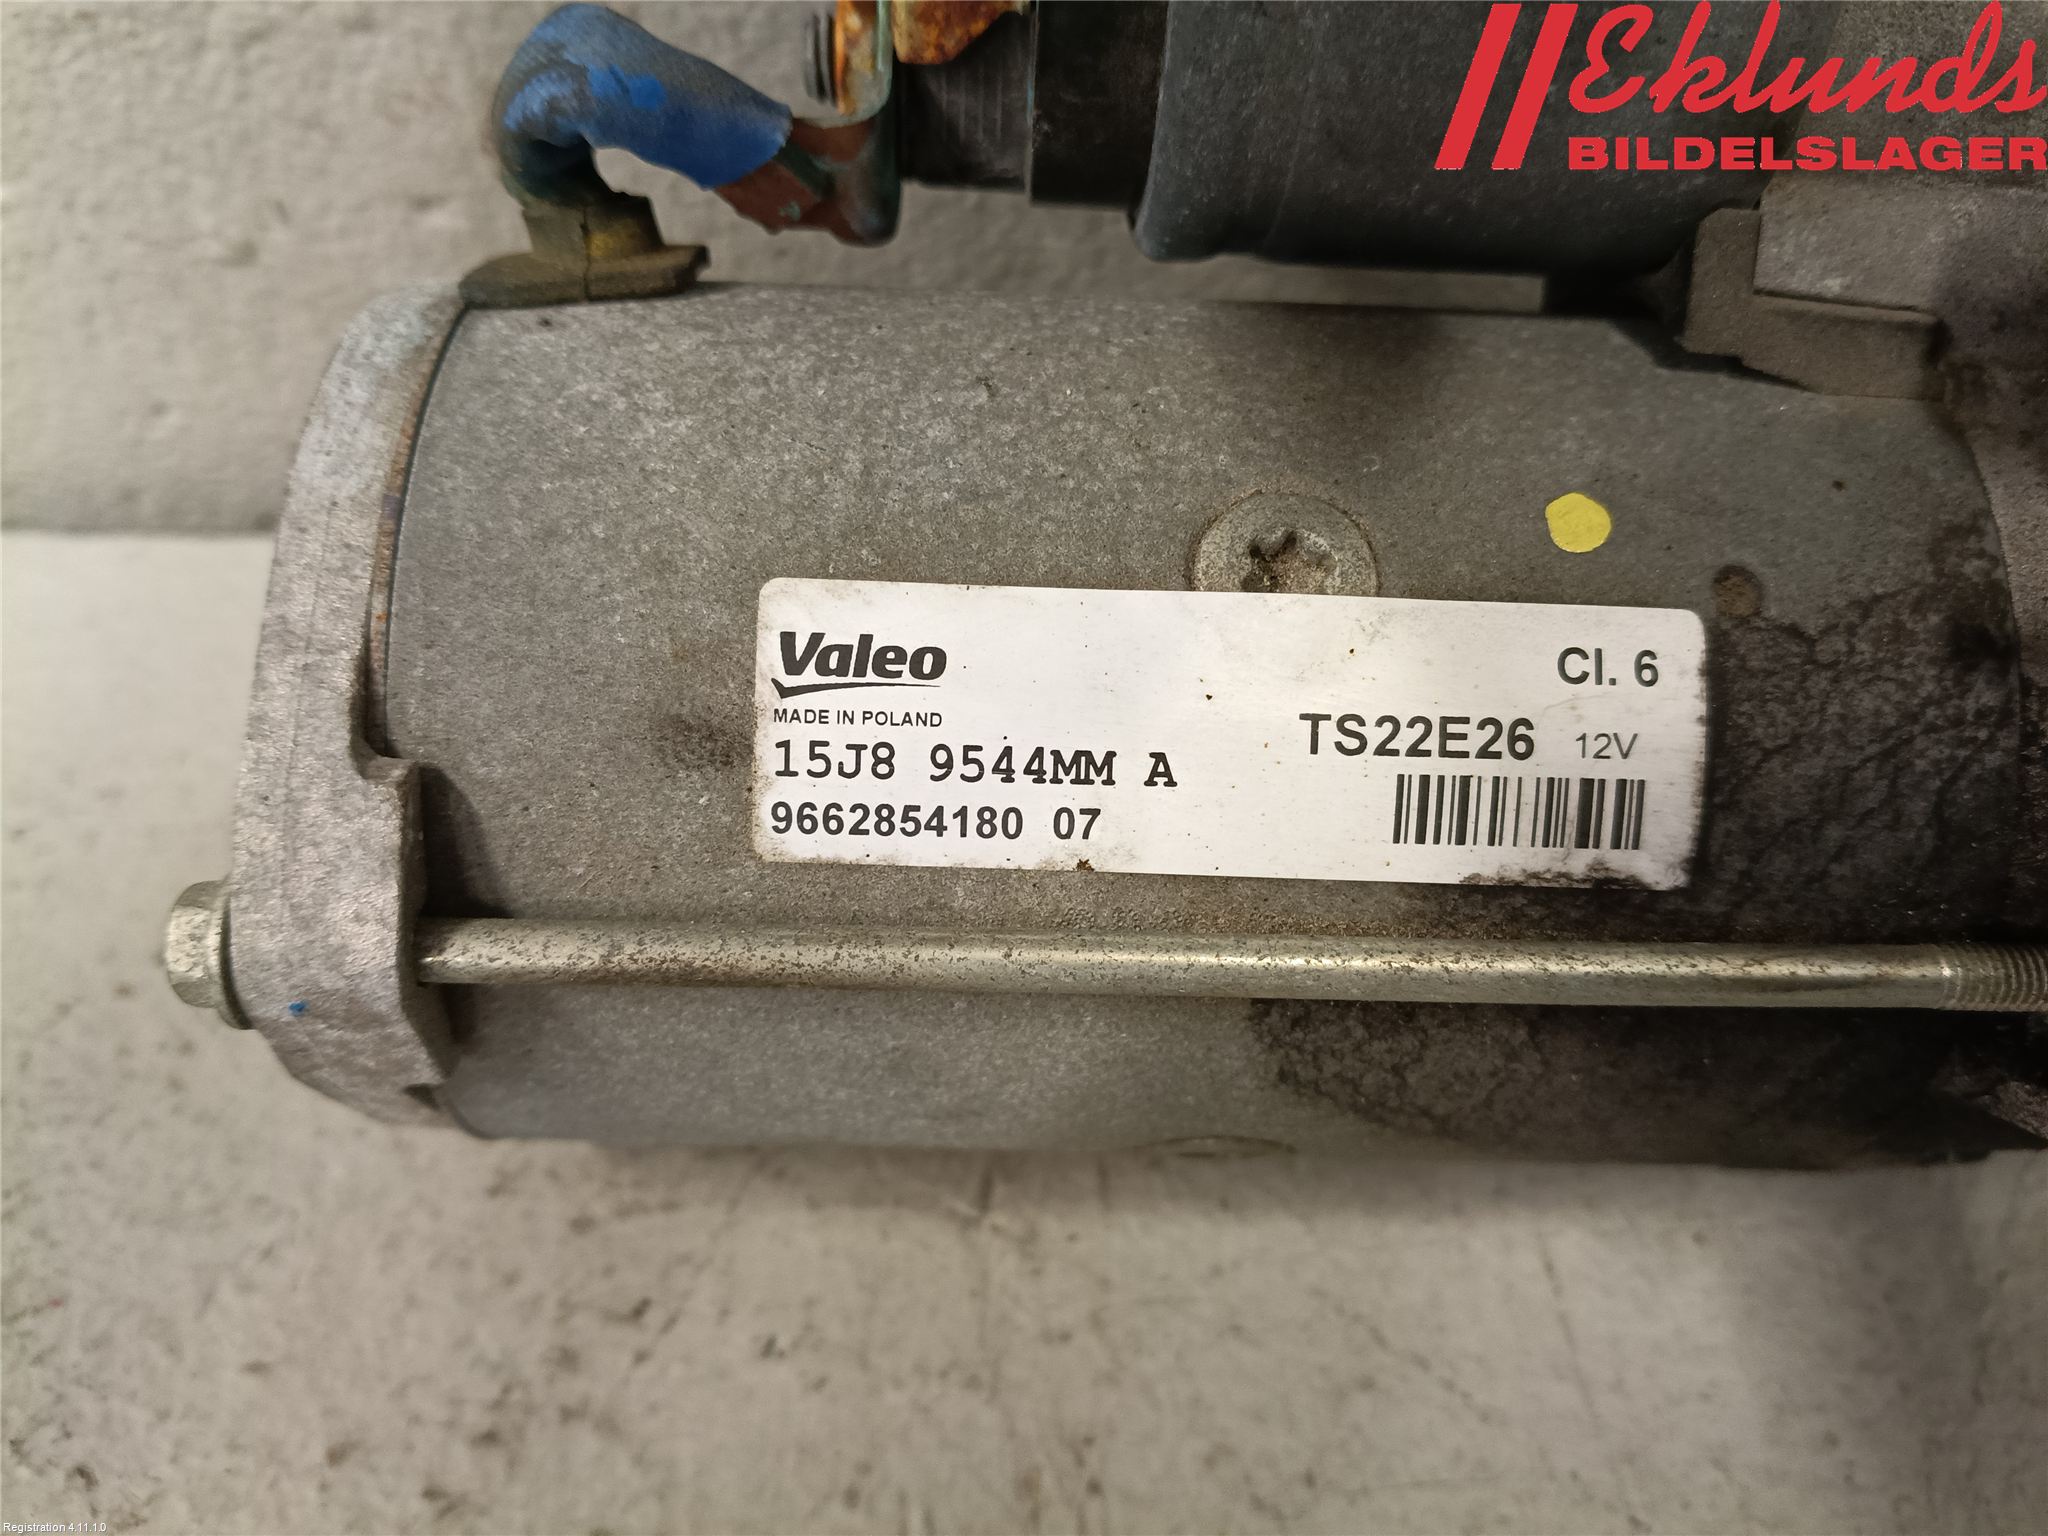 Eklunds
BILDELSLAGER
Valeo
MADE IN POLAND
15J8 9544MM A
9662854180 07
Cl. 6
TS22E26 12V
Registration 4.11.1.0